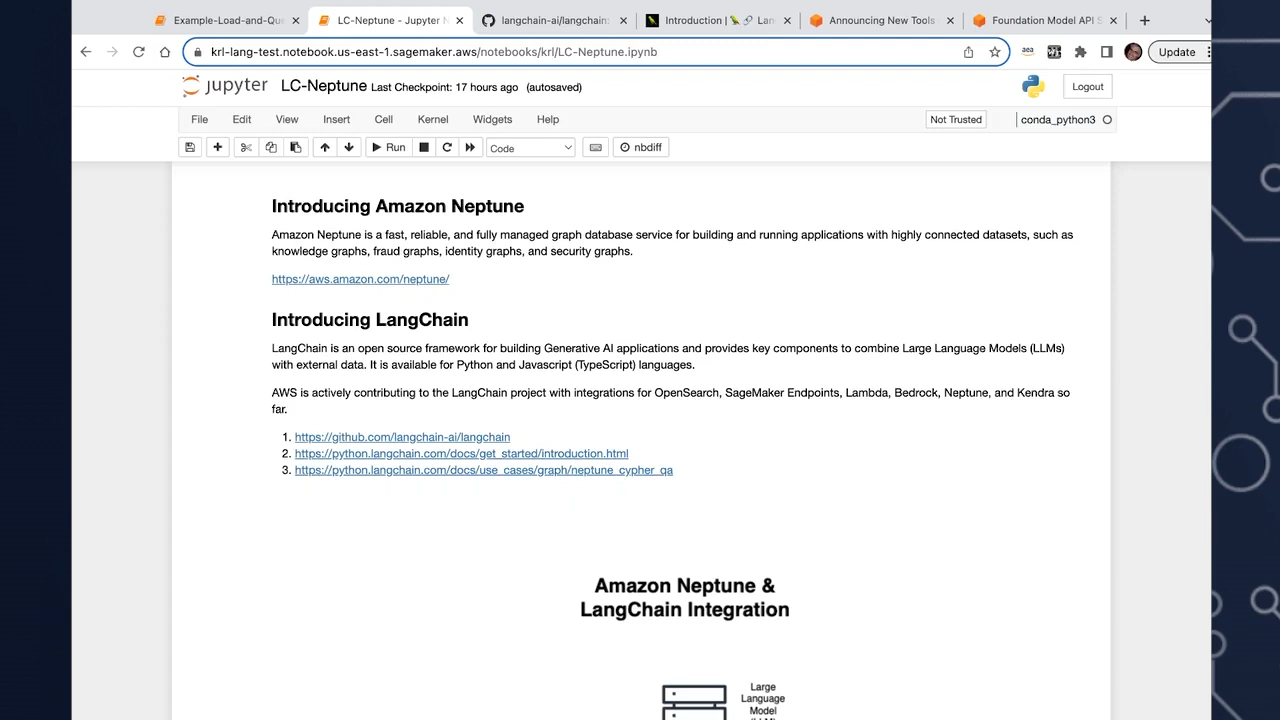 Example-Load-and-Que
LC-Neptune - Jupyter N
langchain-ai/langchain:
Introduction | 🦜️🔗 Lan
Announcing New Tools
Foundation Model API S
krl-lang-test.notebook.us-east-1.sagemaker.aws/notebooks/krl/LC-Neptune.ipynb
Update
jupyter LC-Neptune Last Checkpoint: 17 hours ago (autosaved)
Logout
File Edit View Insert Cell Kernel Widgets Help
Not Trusted
conda_python3
Run
Code
nbdiff
Introducing Amazon Neptune
Amazon Neptune is a fast, reliable, and fully managed graph database service for building and running applications with highly connected datasets, such as
knowledge graphs, fraud graphs, identity graphs, and security graphs.
https://aws.amazon.com/neptune/
Introducing LangChain
LangChain is an open source framework for building Generative AI applications and provides key components to combine Large Language Models (LLMs)
with external data. It is available for Python and Javascript (TypeScript) languages.
AWS is actively contributing to the LangChain project with integrations for OpenSearch, SageMaker Endpoints, Lambda, Bedrock, Neptune, and Kendra so
far.
1. https://github.com/langchain-ai/langchain
2. https://python.langchain.com/docs/get_started/introduction.html
3. https://python.langchain.com/docs/use_cases/graph/neptune_cypher_qa
Amazon Neptune &
LangChain Integration
Large
Language
Model